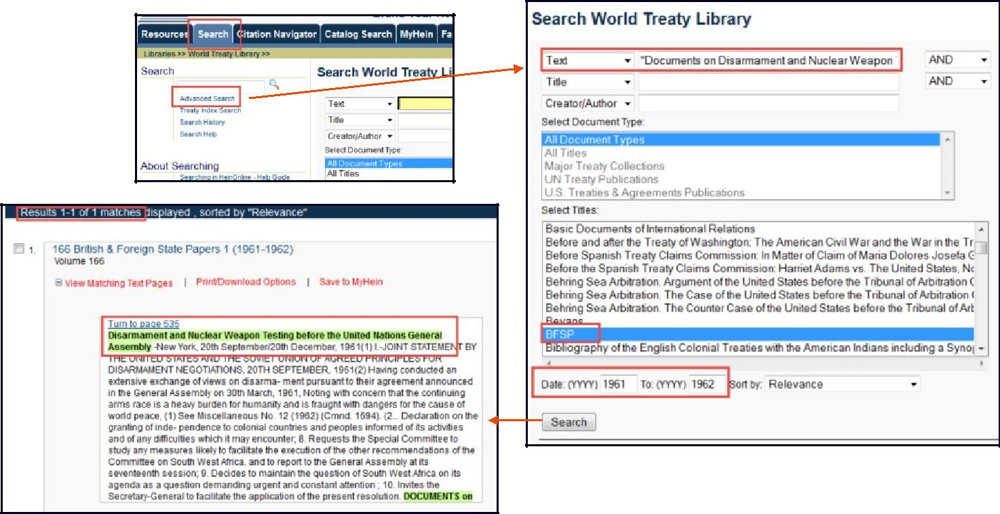 Resources Search Citation Navigator Catalog Search MyHein Fa
Libraries >> World Treaty Library >>
Search
Advanced Search
Treaty Index Search
Search History
Search Help
About Searching
Searching in HeinOnline - Help Guide
Search World Treaty Li
Text
Title
Creator/Author
Select Document Type:
All Document Types
All Titles
Search World Treaty Library
Text "Documents on Disarmament and Nuclear Weapon AND
Title AND
Creator/Author
Select Document Type:
All Document Types
All Titles
Major Treaty Collections
UN Treaty Publications
U.S. Treaties & Agreements Publications
Select Titles:
Basic Documents of International Relations
Before and after the Treaty of Washington: The American Civil War and the War in the Tr
Before Spanish Treaty Claims Commission: In Matter of Claim of Maria Dolores Josefa G
Before the Spanish Treaty Claims Commission: Harriet Adams vs. The United States, No
Behring Sea Arbitration. Argument of the United States before the Tribunal of Arbitration C
Behring Sea Arbitration. The Case of the United States before the Tribunal of Arbitration (
Behring Sea Arbitration. The Counter Case of the United States before the Tribunal of Arb
Bevans
BFSP
Bibliography of the English Colonial Treaties with the American Indians including a Synop
Date: (YYYY) 1961 To: (YYYY) 1962 Sort by: Relevance
Search
Results 1-1 of 1 matches displayed , sorted by "Relevance"
1. 166 British & Foreign State Papers 1 (1961-1962)
Volume 166
View Matching Text Pages | Print/Download Options | Save to MyHein
Turn to page 535
Disarmament and Nuclear Weapon Testing before the United Nations General
Assembly.-New York, 20th September/20th December, 1961(1) I.-JOINT STATEMENT BY
THE UNITED STATES AND THE SOVIET UNION OF AGREED PRINCIPLES FOR
DISARMAMENT NEGOTIATIONS, 20TH SEPTEMBER, 1961(2) Having conducted an
extensive exchange of views on disarma- ment pursuant to their agreement announced
in the General Assembly on 30th March, 1961, Noting with concern that the continuing
arms race is a heavy burden for humanity and is fraught with dangers for the cause of
world peace, (1) See Miscellaneous No. 12 (1962) (Cmnd. 1694). (2... Declaration on the
granting of inde- pendence to colonial countries and peoples informed of its activities
and of any difficulties which it may encounter; 8. Requests the Special Committee to
study any measures likely to facilitate the execution of the other recommendations of the
Committee on South West Africa, and to report to the General Assembly at its
seventeenth session; 9. Decides to maintain the question of South West Africa on its
agenda as a question demanding urgent and constant attention ; 10. Invites the
Secretary-General to facilitate the application of the present resolution. DOCUMENTS on